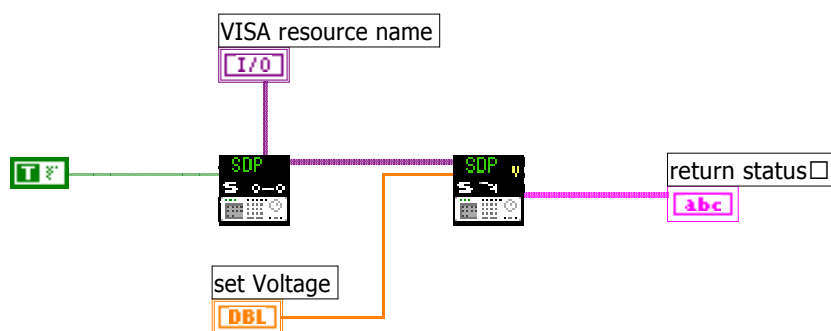 VISA resource name
I/O
T F
SDP
S
SDP V
S
return status
abc
set Voltage
DBL